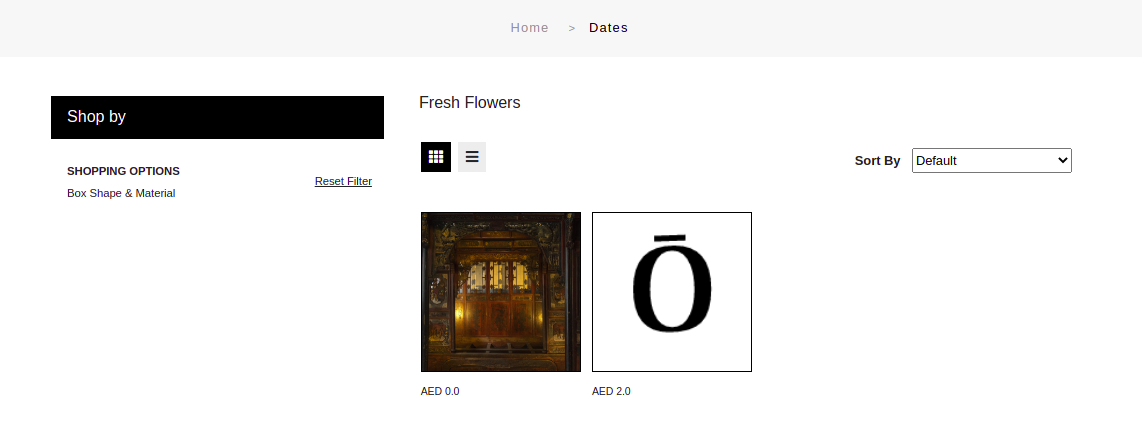 Home > Dates
Shop by
SHOPPING OPTIONS
Reset Filter
Box Shape & Material
Fresh Flowers
Sort By Default
Ō
AED 0.0
AED 2.0